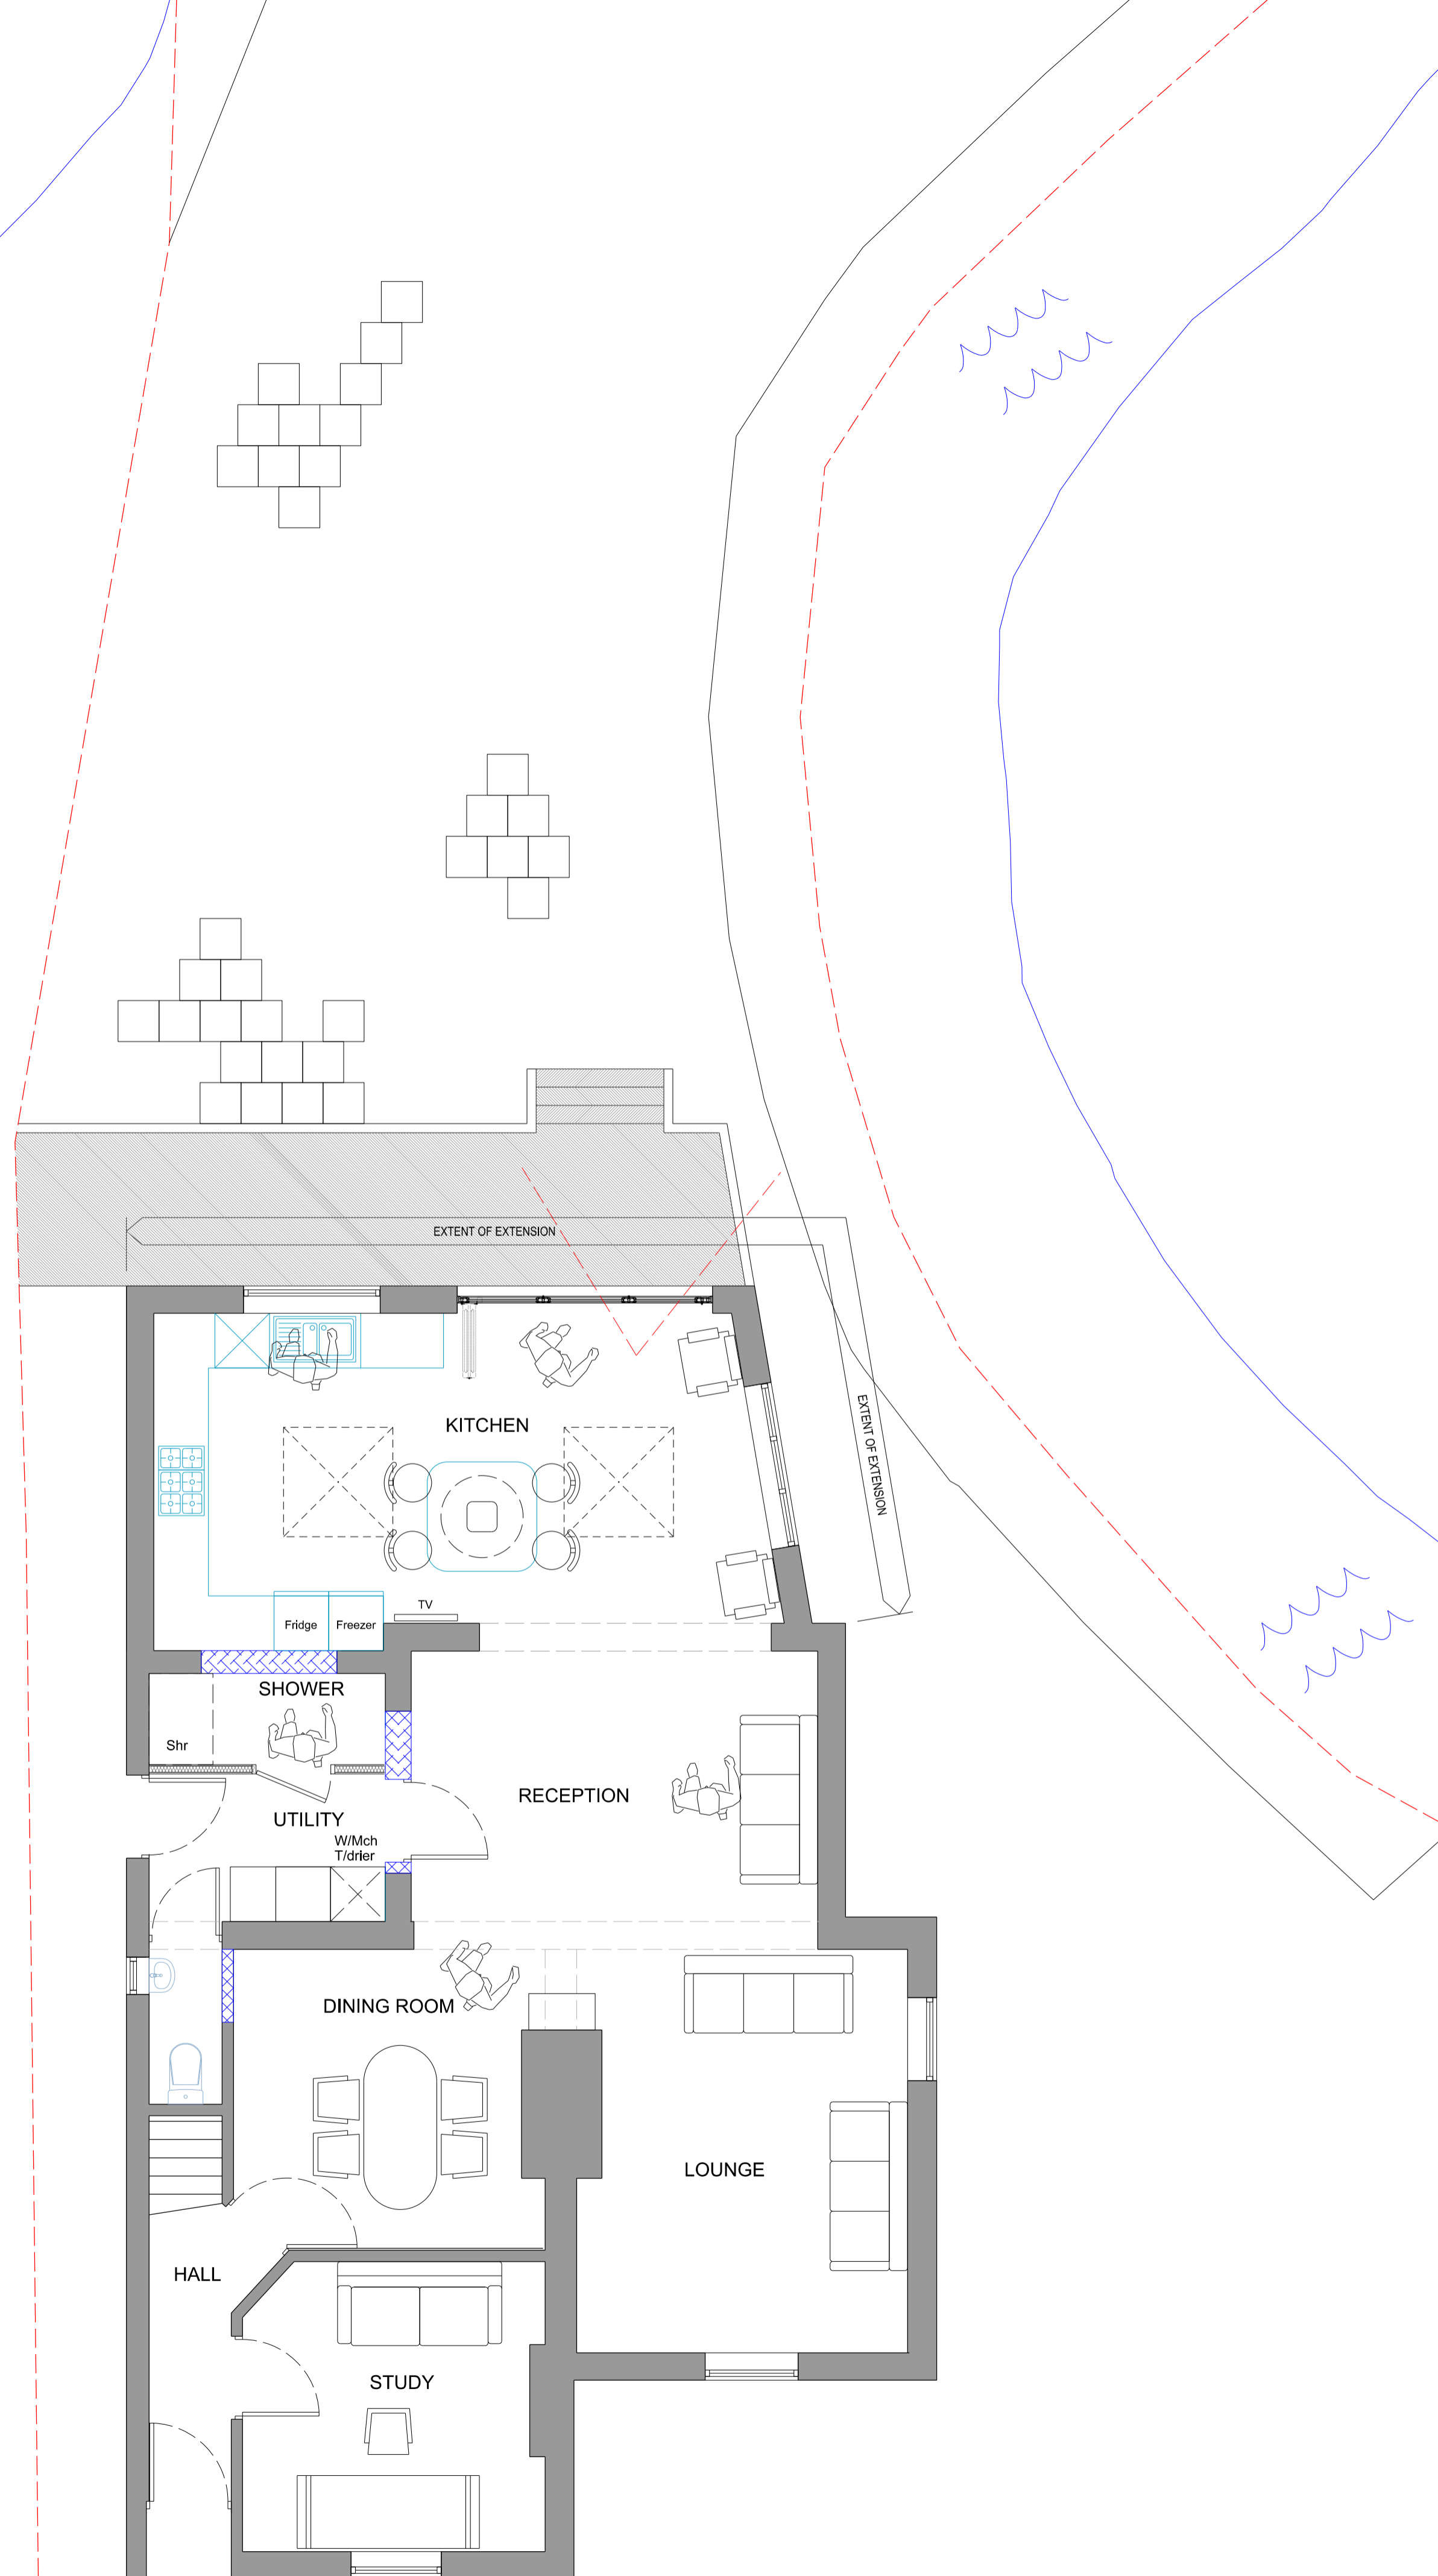 EXTENT OF EXTENSION
KITCHEN
EXTENT OF EXTENSION
TV
Fridge
Freezer
SHOWER
Shr
RECEPTION
UTILITY
W/Mch
T/drier
DINING ROOM
LOUNGE
HALL
STUDY